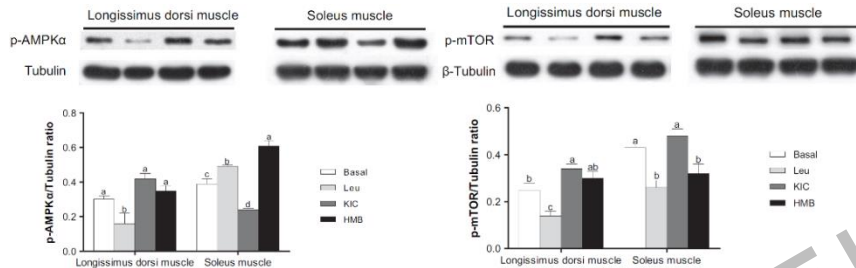 Longissimus dorsi muscle
Soleus muscle
p-AMPKα
Tubulin
0.8
0.6
0.4
0.2
0.0
p-AMPKα/Tubulin ratio
a
b
a
a
c
b
d
a
Basal
Leu
KIC
HMB
Longissimus dorsi muscle
Soleus muscle
Longissimus dorsi muscle
Soleus muscle
p-mTOR
β-Tubulin
0.6
0.4
0.2
0.0
p-mTOR/Tubulin ratio
b
c
a
ab
a
b
a
b
Basal
Leu
KIC
HMB
Longissimus dorsi muscle
Soleus muscle